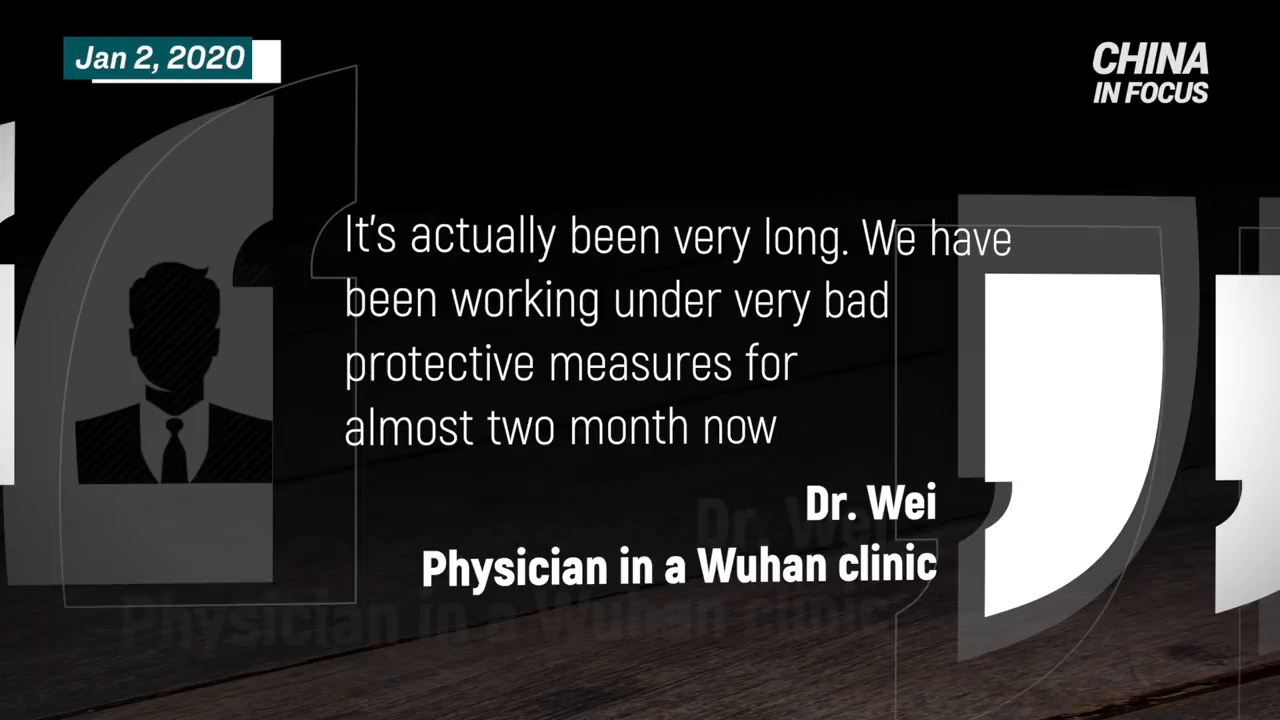 Jan 2, 2020
CHINA
IN FOCUS
It's actually been very long. We have
been working under very bad
protective measures for
almost two month now
Dr. Wei
Physician in a Wuhan clinic